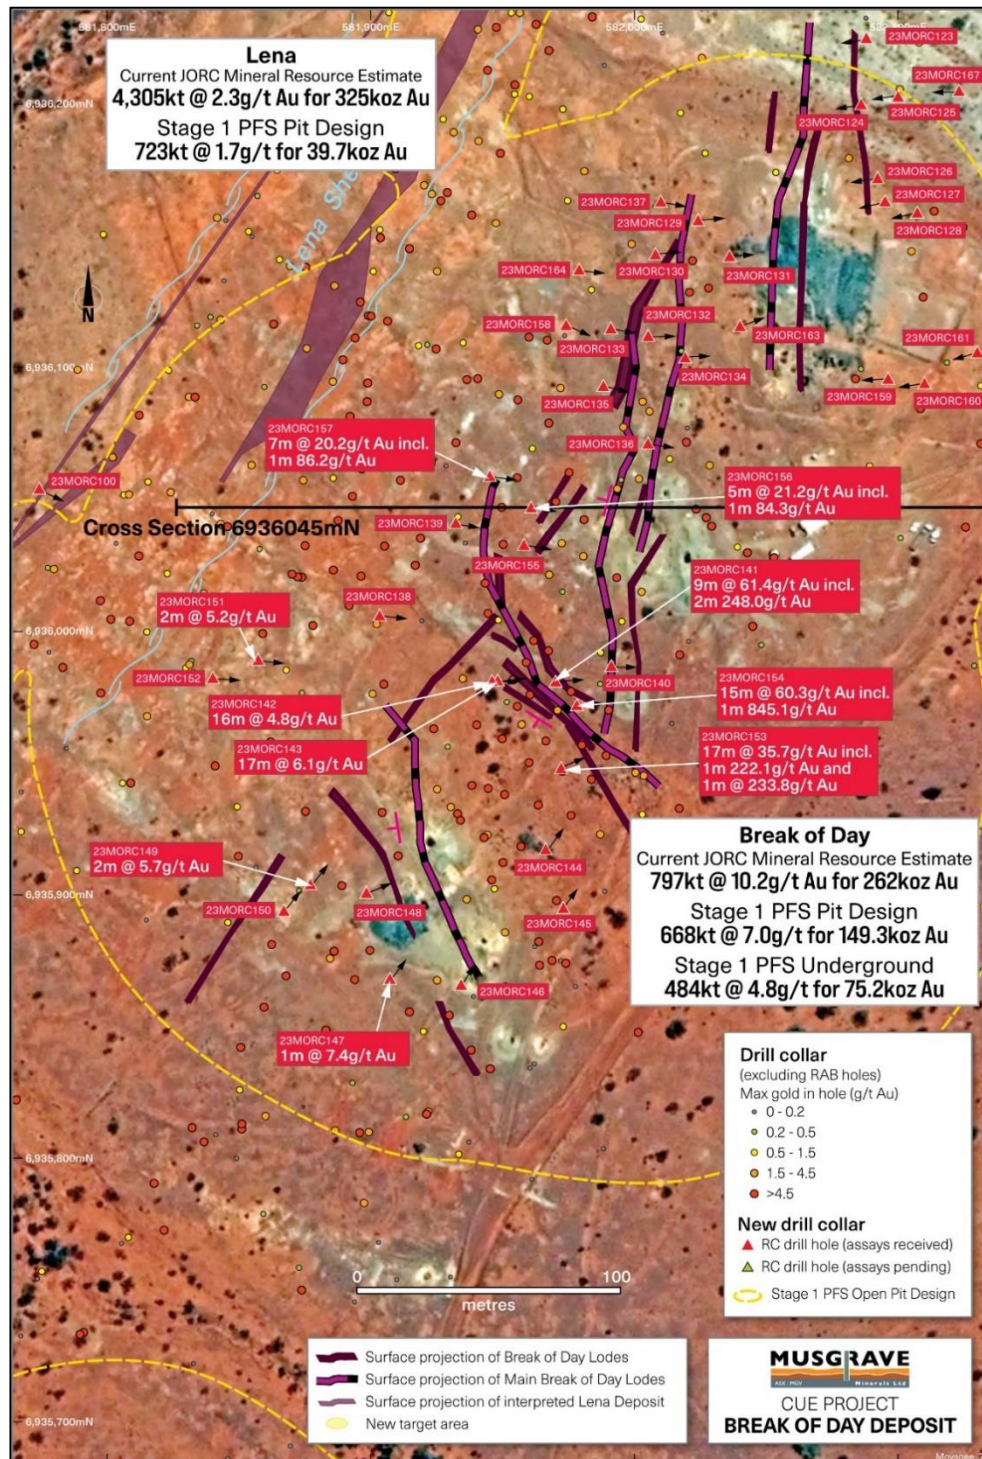 581,800mE
581,900mE
582,000mE
Lena
Current JORC Mineral Resource Estimate
4,305kt @ 2.3g/t Au for 325koz Au
Stage 1 PFS Pit Design
723kt @ 1.7g/t for 39.7koz Au
6,936,200mN
23MORC123
23MORC167
23MORC125
23MORC124
23MORC126
23MORC127
23MORC128
23MORC137
23MORC129
23MORC130
23MORC131
23MORC164
23MORC132
23MORC158
23MORC133
23MORC163
23MORC161
6,936,100mN
23MORC134
23MORC135
23MORC159
23MORC160
23MORC136
Lena
N
23MORC157
7m @ 20.2g/t Au incl.
1m 86.2g/t Au
23MORC100
23MORC156
5m @ 21.2g/t Au incl.
1m 84.3g/t Au
Cross Section 6936045mN
23MORC139
23MORC155
23MORC141
9m @ 61.4g/t Au incl.
2m 248.0g/t Au
23MORC151
2m @ 5.2g/t Au
23MORC138
6,936,000mN
23MORC152
23MORC140
23MORC154
15m @ 60.3g/t Au incl.
1m 845.1g/t Au
23MORC142
16m @ 4.8g/t Au
23MORC143
17m @ 6.1g/t Au
23MORC153
17m @ 35.7g/t Au incl.
1m 222.1g/t Au and
1m @ 233.8g/t Au
23MORC149
2m @ 5.7g/t Au
23MORC144
6,935,900mN
23MORC150
23MORC148
23MORC145
23MORC146
23MORC147
1m @ 7.4g/t Au
Break of Day
Current JORC Mineral Resource Estimate
797kt @ 10.2g/t Au for 262koz Au
Stage 1 PFS Pit Design
668kt @ 7.0g/t for 149.3koz Au
Stage 1 PFS Underground
484kt @ 4.8g/t for 75.2koz Au
6,935,800mN
Drill collar
(excluding RAB holes)
Max gold in hole (g/t Au)
0 - 0.2
0.2 - 0.5
0.5 - 1.5
1.5 - 4.5
>4.5
New drill collar
RC drill hole (assays received)
RC drill hole (assays pending)
Stage 1 PFS Open Pit Design
0 100
metres
Surface projection of Break of Day Lodes
Surface projection of Main Break of Day Lodes
Surface projection of interpreted Lena Deposit
New target area
6,935,700mN
MUSGRAVE
ASX : MGV Minerals Ltd
CUE PROJECT
BREAK OF DAY DEPOSIT